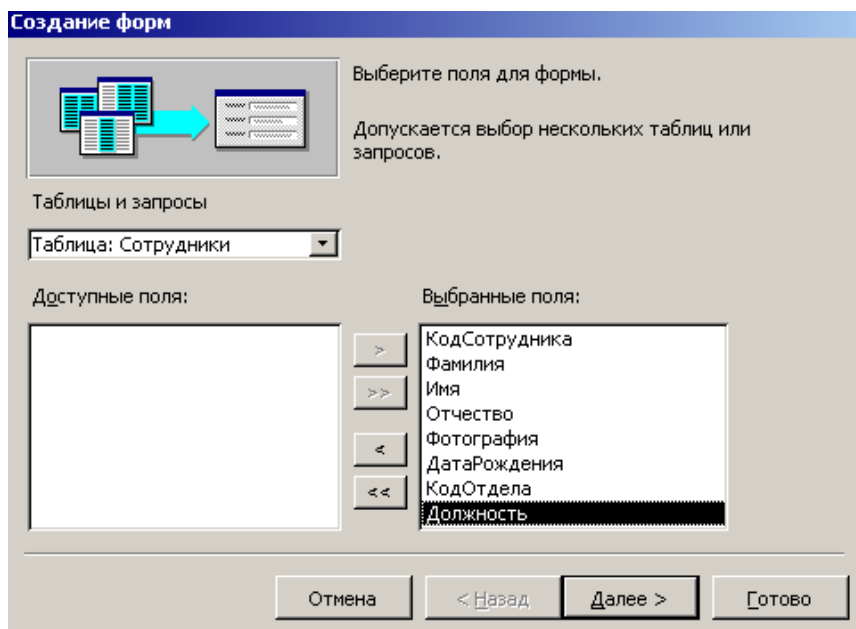 Создание форм
Выберите поля для формы.
Допускается выбор нескольких таблиц или
запросов.
Таблицы и запросы
Таблица: Сотрудники
Доступные поля:
Выбранные поля:
>
>>
<
<<
КодСотрудника
Фамилия
Имя
Отчество
Фотография
ДатаРождения
КодОтдела
Должность
Отмена
< Назад
Далее >
Готово